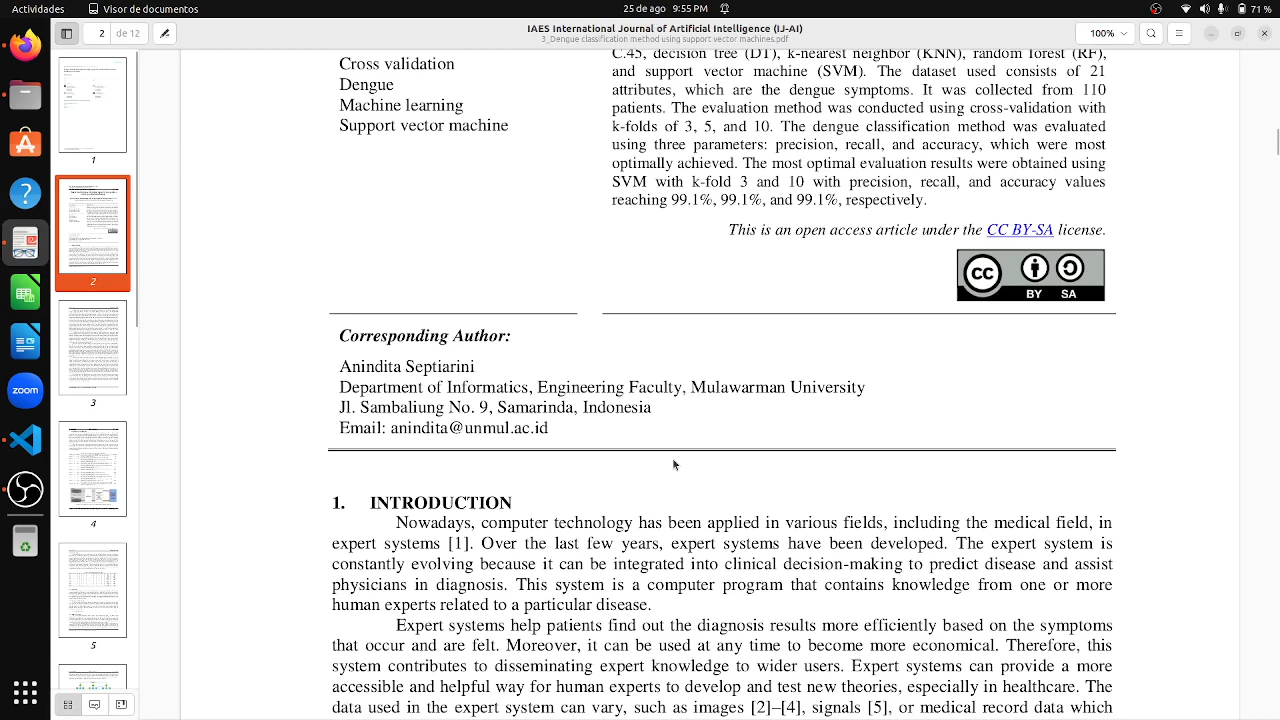 Actividades
Visor de documentos
25 de ago 9:55 PM
21:56
2 de 12
IAES International Journal of Artificial Intelligence (IJ-AI)
3_Dengue classification method using support vector machines.pdf
100%
Cross validation
Dengue
Machine learning
Support vector machine
C.45, decision tree (DT), k-nearest neighbor (KNN), random forest (RF),
and support vector machine (SVM). The dataset used consists of 21
attributes, which are the dengue symptoms. It was collected from 110
patients. The evaluation method was conducted using cross-validation with
k-folds of 3, 5, and 10. The dengue classification method was evaluated
using three parameters: precision, recall, and accuracy, which were most
optimally achieved. The most optimal evaluation results were obtained using
SVM with k-fold 3 and 10, with precision, recall, and accuracy values
reaching 99.1%, 99.1%, and 99.1%, respectively.
This is an open access article under the CC BY-SA license.
cc
BY SA
Corresponding Author:
Anindita Septiarini
Department of Informatics, Engineering Faculty, Mulawarman University
Jl. Sambaliung No. 9, Samarinda, Indonesia
Email: anindita@unmul.ac.id
1. INTRODUCTION
Nowadays, computer technology has been applied in various fields, including the medical field, in
expert systems [1]. Over the last few years, expert systems have been developed. The expert system is
constantly evolving because it can be integrated into clinical decision-making to predict disease and assist
physicians in diagnosis. This system is a computer program that contains knowledge from one or more
human experts related to a particular disease.
Expert systems help patients find out the diagnosis results more efficiently based on the symptoms
that occur and are felt. Moreover, it can be used at any time to become more economical. Therefore, this
system contributes to disseminating expert knowledge to wider users. Expert systems can provide a more
accessible and helpful way for human experts to develop and test new theories, especially in healthcare. The
data used in the expert system can vary, such as images [2]–[4], signals [5], or medical record data which
1
2
3
4
5
zoom